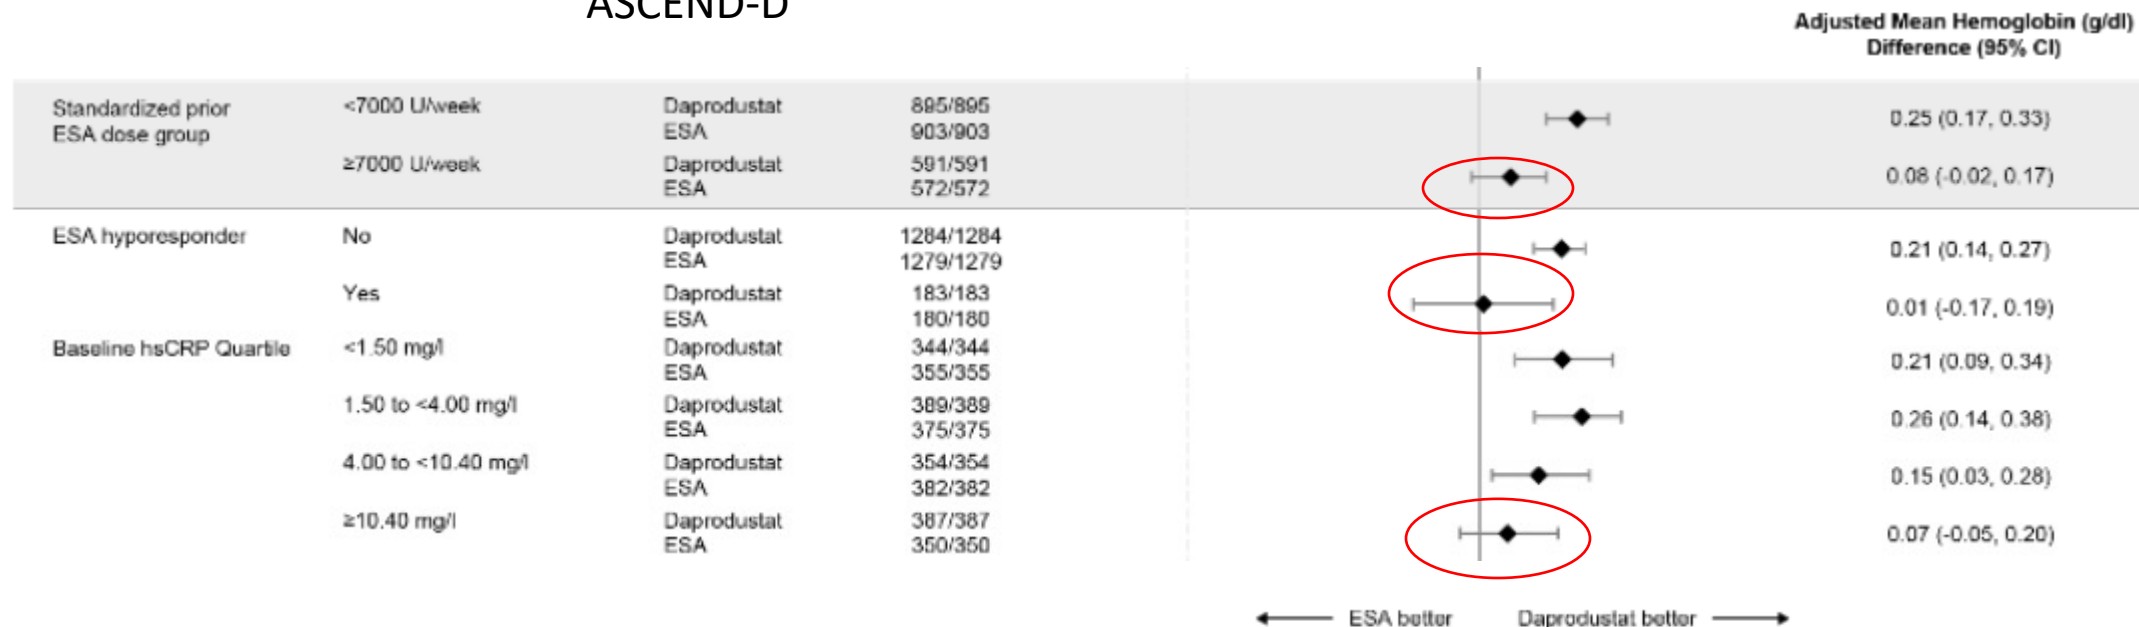 ASCEND-D
Adjusted Mean Hemoglobin (g/dl)
Difference (95% CI)
Standardized prior
ESA dose group
<7000 U/week
Daprodustat 895/895
ESA 903/903
0.25 (0.17, 0.33)
≥7000 U/week
Daprodustat 591/591
ESA 572/572
0.08 (-0.02, 0.17)
ESA hyporesponder
No
Daprodustat 1284/1284
ESA 1279/1279
0.21 (0.14, 0.27)
Yes
Daprodustat 183/183
ESA 180/180
0.01 (-0.17, 0.19)
Baseline hsCRP Quartile
<1.50 mg/l
Daprodustat 344/344
ESA 355/355
0.21 (0.09, 0.34)
1.50 to <4.00 mg/l
Daprodustat 389/389
ESA 375/375
0.26 (0.14, 0.38)
4.00 to <10.40 mg/l
Daprodustat 354/354
ESA 382/382
0.15 (0.03, 0.28)
≥10.40 mg/l
Daprodustat 387/387
ESA 350/350
0.07 (-0.05, 0.20)
ESA better Daprodustat better